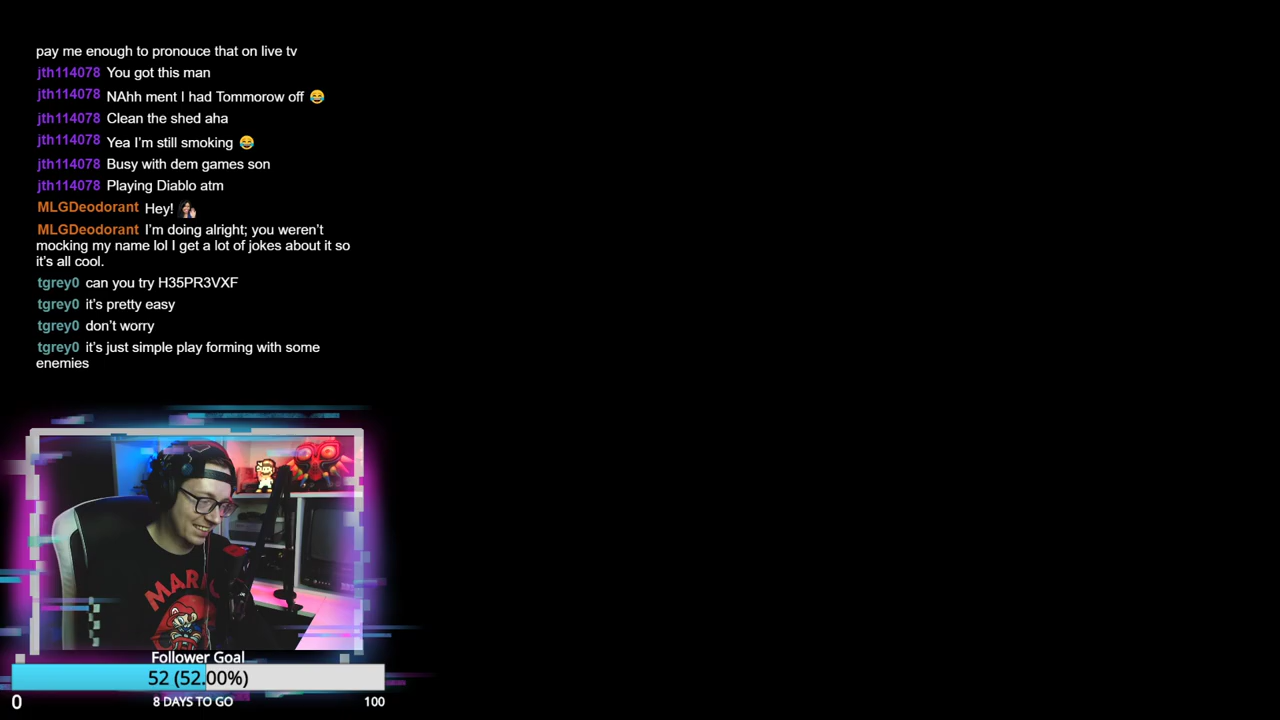 pay me enough to pronouce that on live tv
jth114078 You got this man
jth114078 NAhh ment I had Tommorow off 😂
jth114078 Clean the shed aha
jth114078 Yea I'm still smoking 😂
jth114078 Busy with dem games son
jth114078 Playing Diablo atm
MLGDeodorant Hey!
MLGDeodorant I'm doing alright; you weren't
mocking my name lol I get a lot of jokes about it so
it's all cool.
tgrey0 can you try H35PR3VXF
tgrey0 it's pretty easy
tgrey0 don't worry
tgrey0 it's just simple play forming with some
enemies
Follower Goal
52 (52.00%)
0 8 DAYS TO GO 100